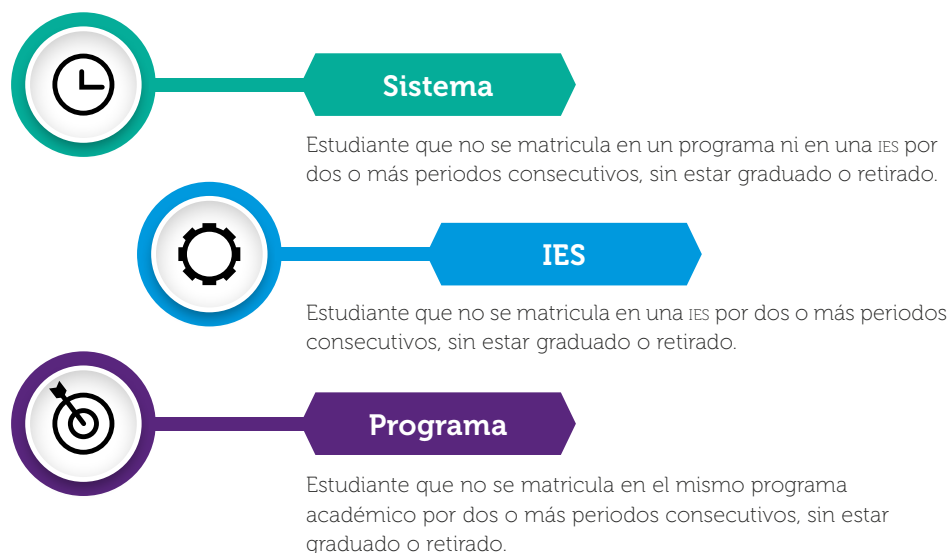 Sistema
Estudiante que no se matricula en un programa ni en una IES por
dos o más periodos consecutivos, sin estar graduado o retirado.
IES
Estudiante que no se matricula en una IES por dos o más periodos
consecutivos, sin estar graduado o retirado.
Programa
Estudiante que no se matricula en el mismo programa
académico por dos o más periodos consecutivos, sin estar
graduado o retirado.